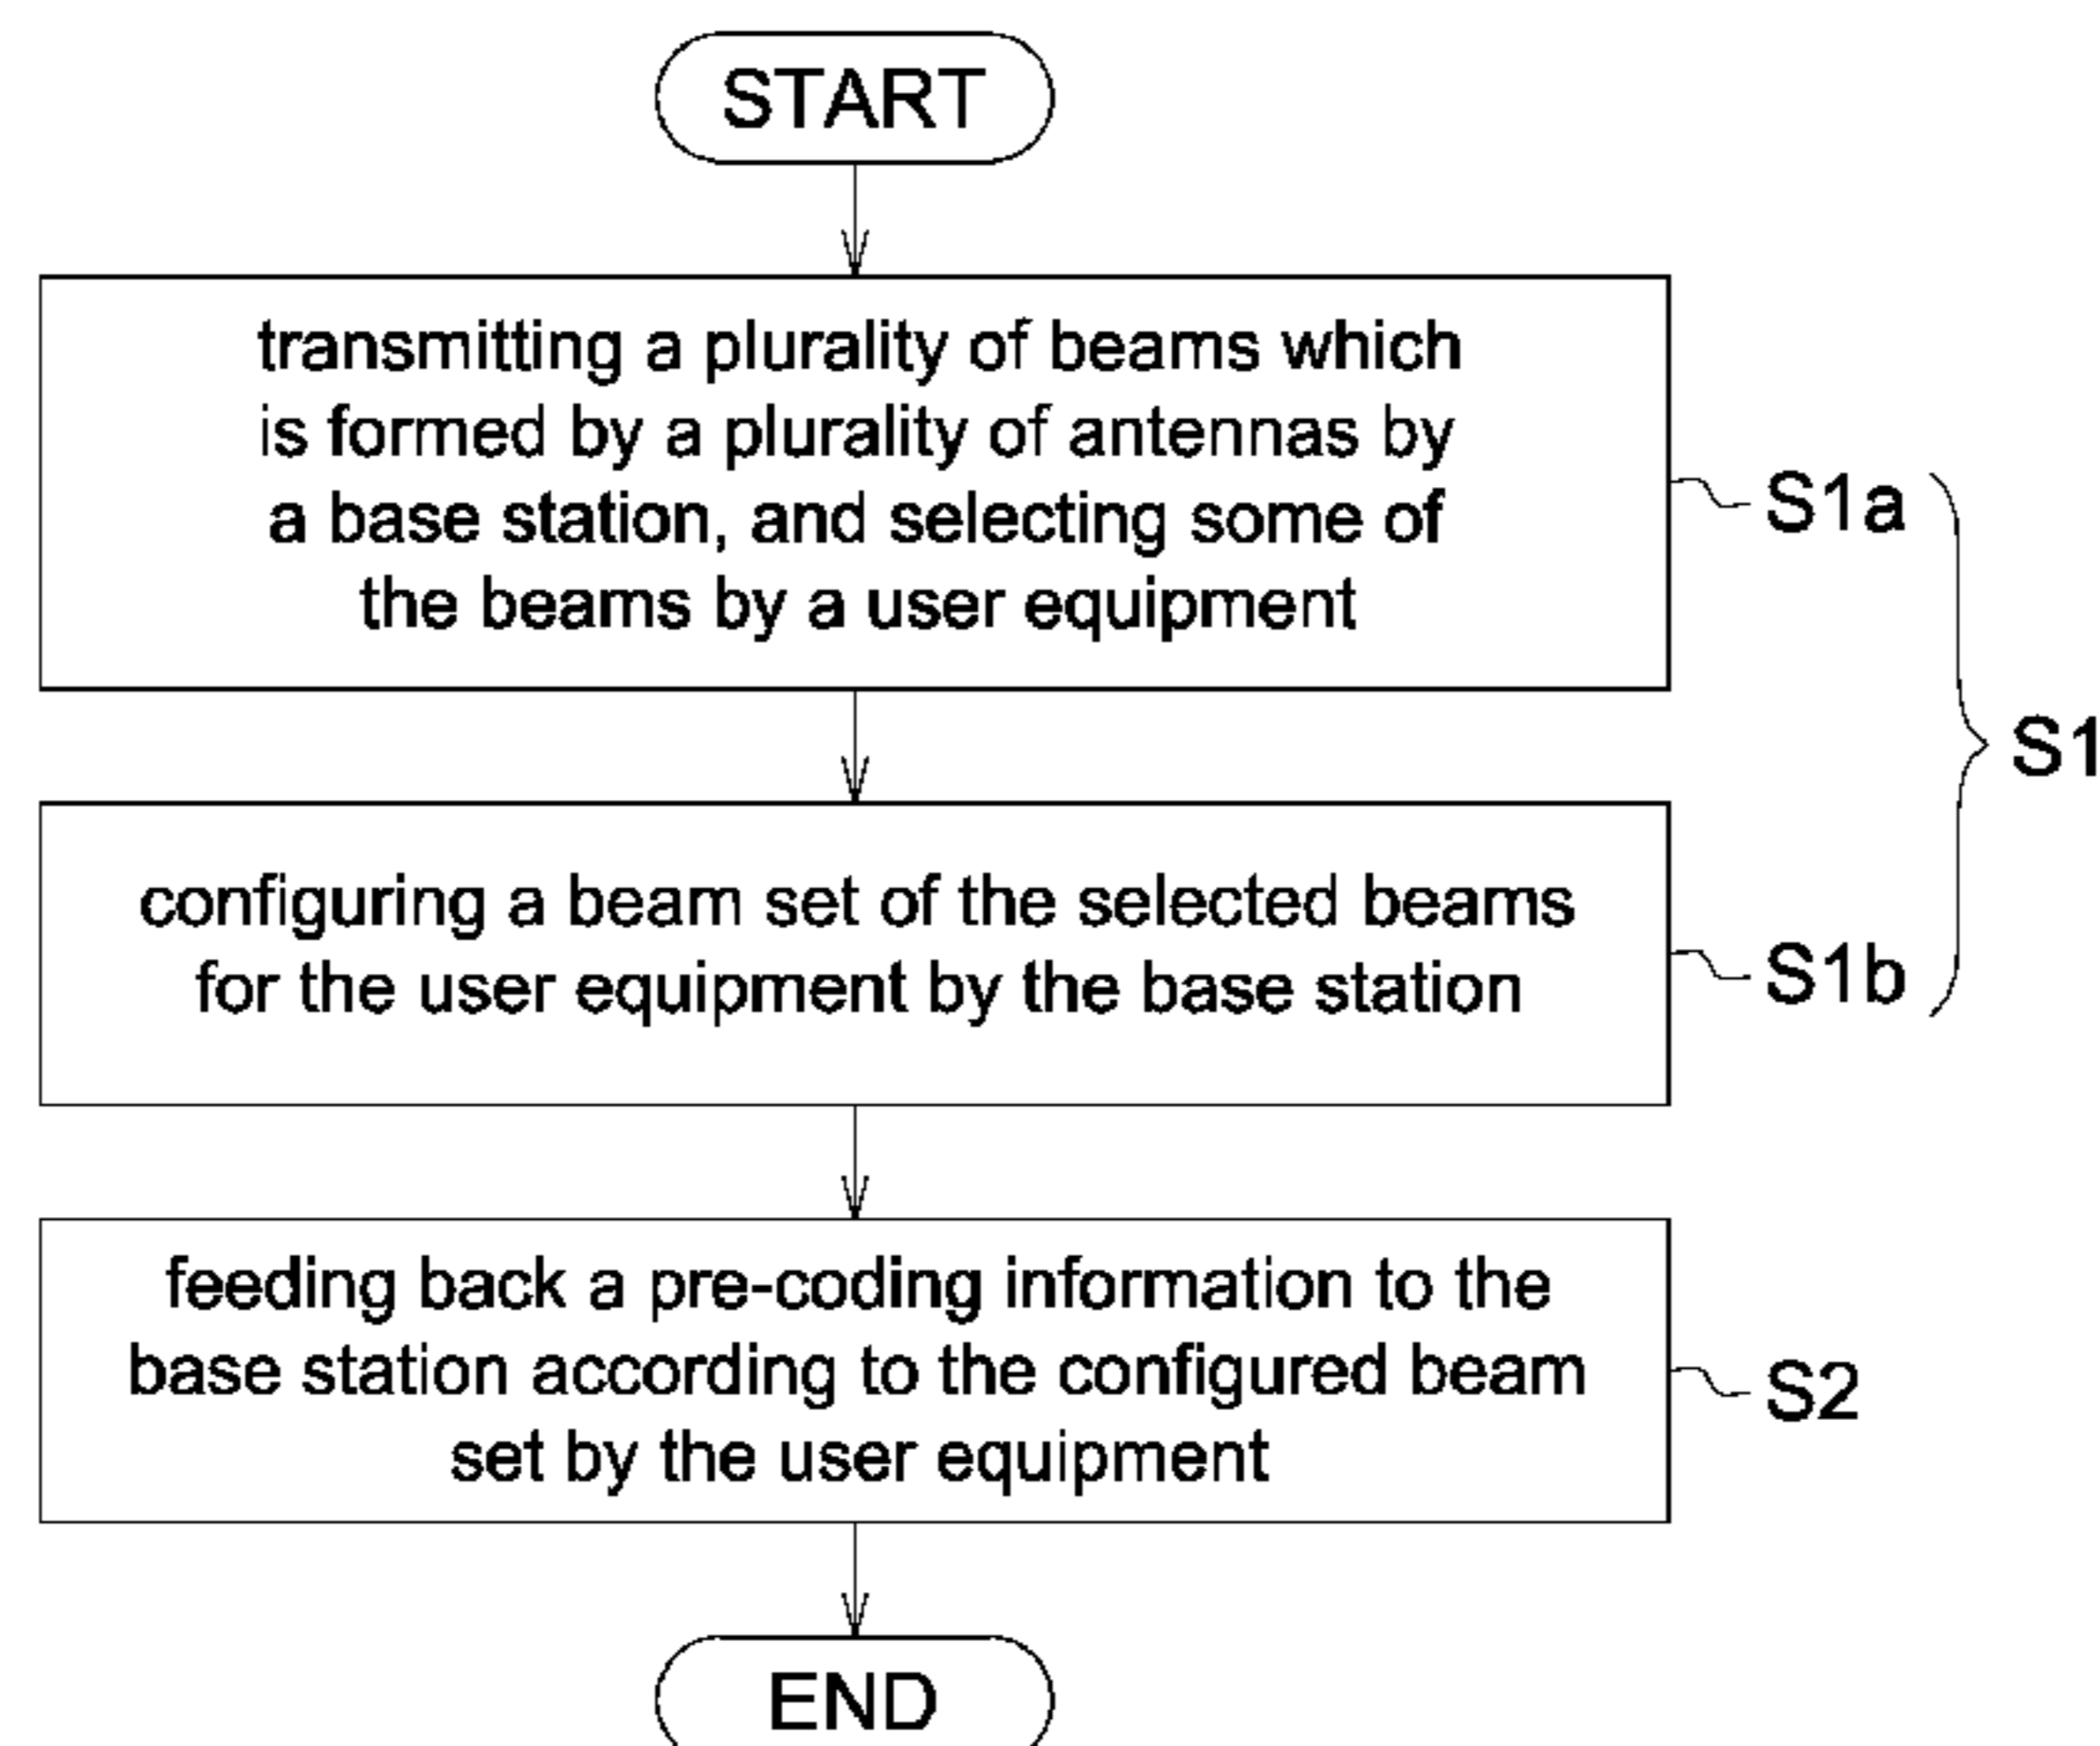 START
transmitting a plurality of beams which
is formed by a plurality of antennas by
a base station, and selecting some of
the beams by a user equipment
S1a
S1
configuring a beam set of the selected beams
for the user equipment by the base station
S1b
feeding back a pre-coding information to the
base station according to the configured beam
set by the user equipment
S2
END